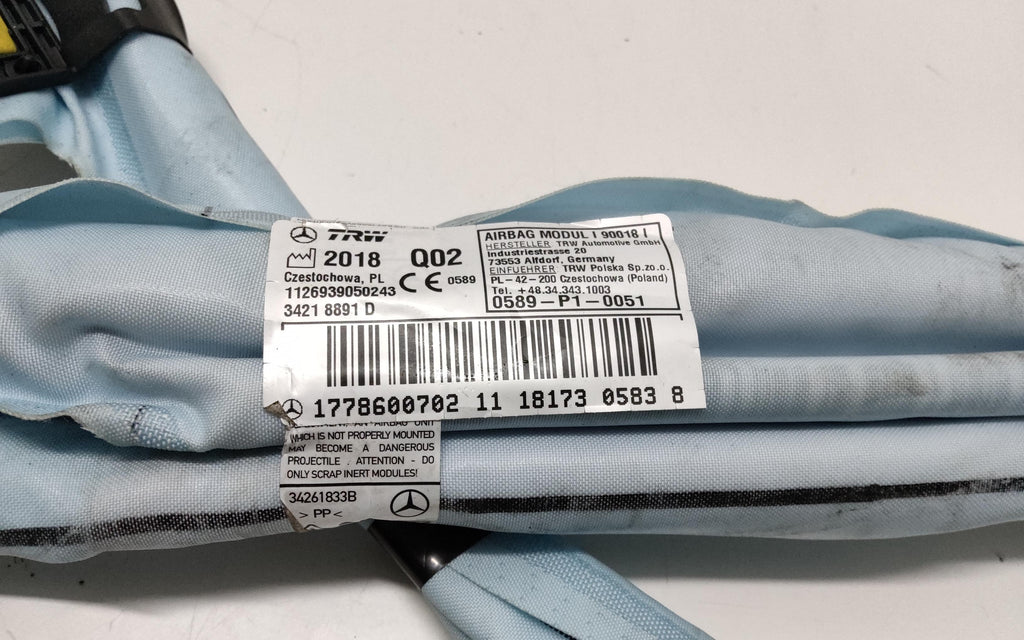 TRW
2018 Q02
Czestochowa, PL
0589
1126939050243
3421 8891 D
AIRBAG MODUL I 90018 I
HERSTELLER TRW Automotive GmbH
Industriestrasse 20
73553 Alfdorf, Germany
EINFUEHRER TRW Polska Sp.zo.o.
PL-42-200 Czestochowa (Poland)
Tel. +48.34.343.1003
0589-P1-0051
1778600702 11 18173 0583 8
AN AIRBAG UNIT
WHICH IS NOT PROPERLY MOUNTED
MAY BECOME A DANGEROUS
PROJECTILE. ATTENTION - DO
ONLY SCRAP INERT MODULES!
34261833B
> PP <